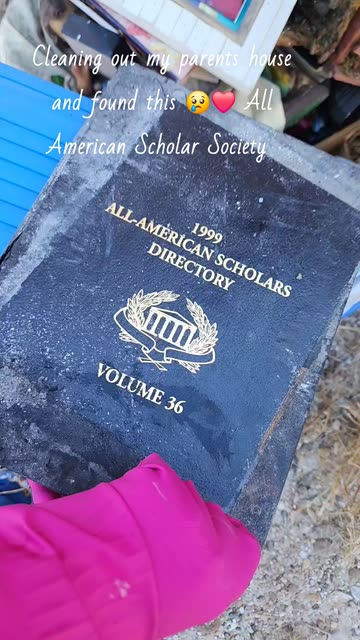 Cleaning out my parents house
and found this 😢❤️ All
American Scholar Society
1999
ALL-AMERICAN SCHOLARS
DIRECTORY
VOLUME 36